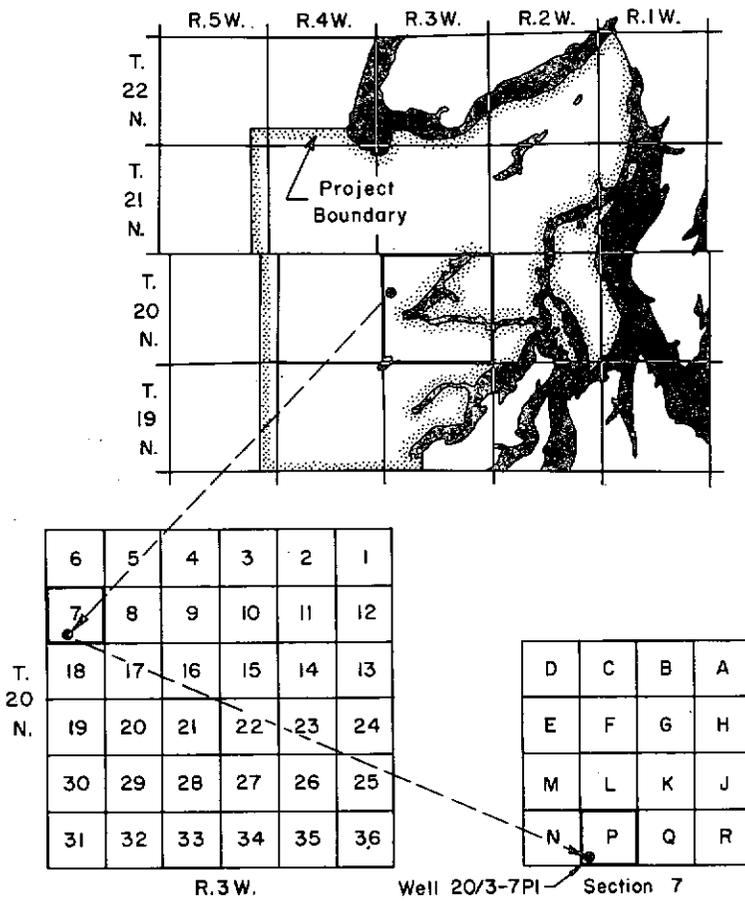 R.5W. R.4W. R.3W. R.2W. R.1W.
T.
22
N.
T.
21
N.
Project
Boundary
T.
20
N.
T.
19
N.
6 5 4 3 2 1
7 8 9 10 11 12
18 17 16 15 14 13
19 20 21 22 23 24
30 29 28 27 26 25
31 32 33 34 35 36
T.
20
N.
R.3W.
D C B A
E F G H
M L K J
N P Q R
Well 20/3-7P1 Section 7